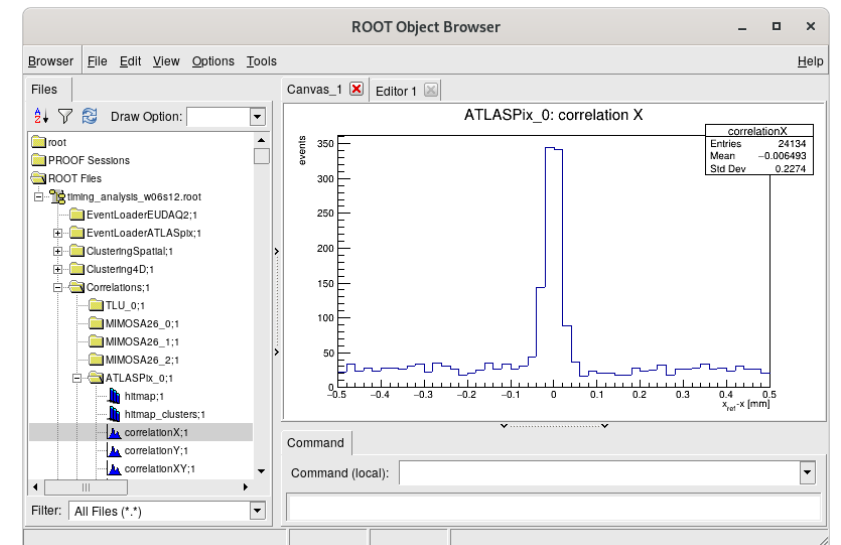 ROOT Object Browser
Browser File Edit View Options Tools Help
Files
Draw Option:
root
PROOF Sessions
ROOT Files
timing_analysis_w06s12.root
EventLoaderEUDAQ2;1
EventLoaderATLASpix;1
ClusteringSpatial;1
Clustering4D;1
Correlations;1
TLU_0;1
MIMOSA26_0;1
MIMOSA26_1;1
MIMOSA26_2;1
ATLASPix_0;1
hitmap;1
hitmap_clusters;1
correlationX;1
correlationY;1
correlationXY;1
Filter: All Files (*.*)
Canvas_1 Editor 1
ATLASPix_0: correlation X
correlationX
Entries 24134
Mean −0.006493
Std Dev 0.2274
events
350
300
250
200
150
100
50
0
−0.5 −0.4 −0.3 −0.2 −0.1 0 0.1 0.2 0.3 0.4 0.5
x_ref-x [mm]
Command
Command (local):